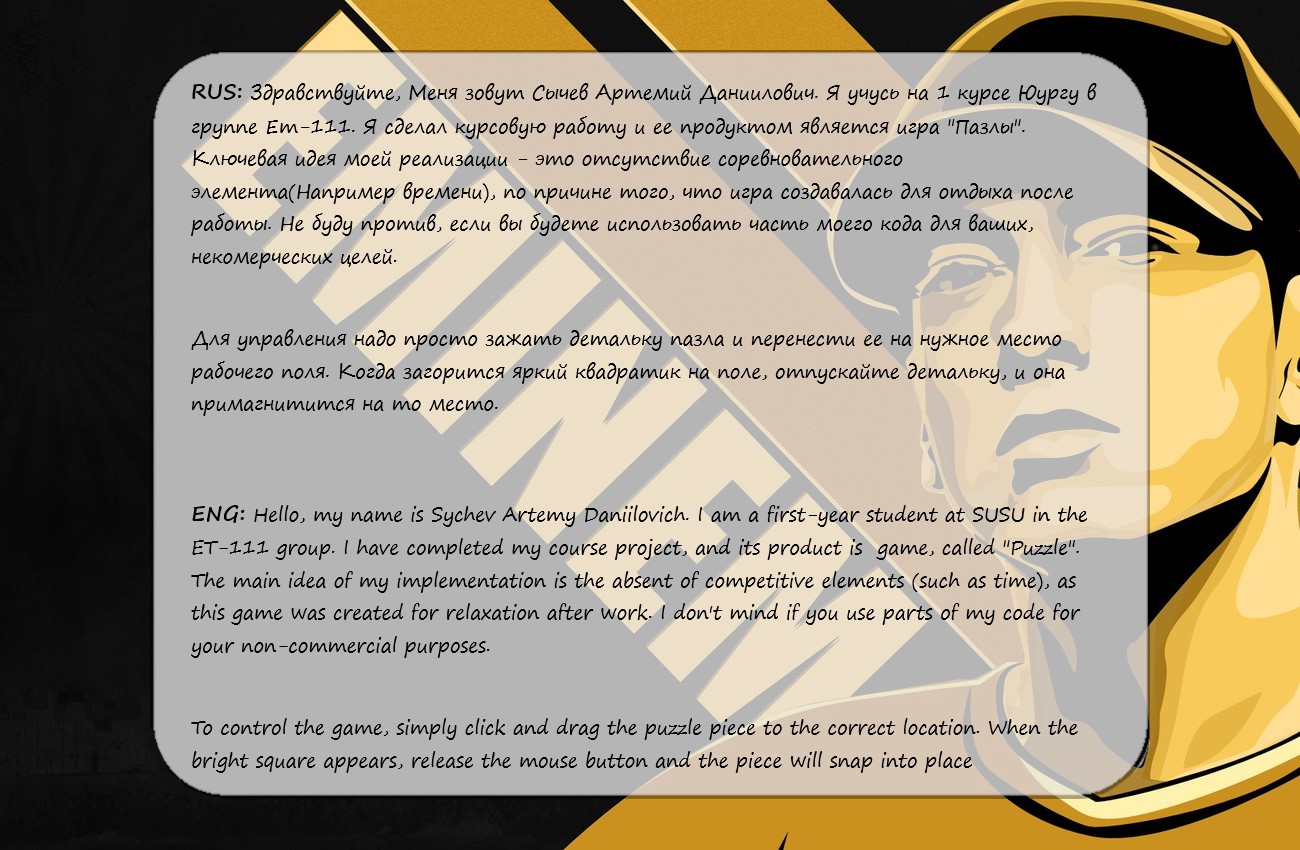 EMINEM
RUS: Здравствуйте, Меня зовут Сычев Артемий Даниилович. Я учусь на 1 курсе Юургу в
группе Ет-111. Я сделал курсовую работу и ее продуктом является игра "Пазлы".
Ключевая идея моей реализации - это отсутствие соревновательного
элемента(Например времени), по причине того, что игра создавалась для отдыха после
работы. Не буду против, если вы будете использовать часть моего кода для ваших,
некомерческих целей.
Для управления надо просто зажать детальку пазла и перенести ее на нужное место
рабочего поля. Когда загорится яркий квадратик на поле, отпускайте детальку, и она
примагнитится на то место.
ENG: Hello, my name is Sychev Artemy Daniilovich. I am a first-year student at SUSU in the
ET-111 group. I have completed my course project, and its product is  game, called "Puzzle".
The main idea of my implementation is the absent of competitive elements (such as time), as
this game was created for relaxation after work. I don't mind if you use parts of my code for
your non-commercial purposes.
To control the game, simply click and drag the puzzle piece to the correct location. When the
bright square appears, release the mouse button and the piece will snap into place